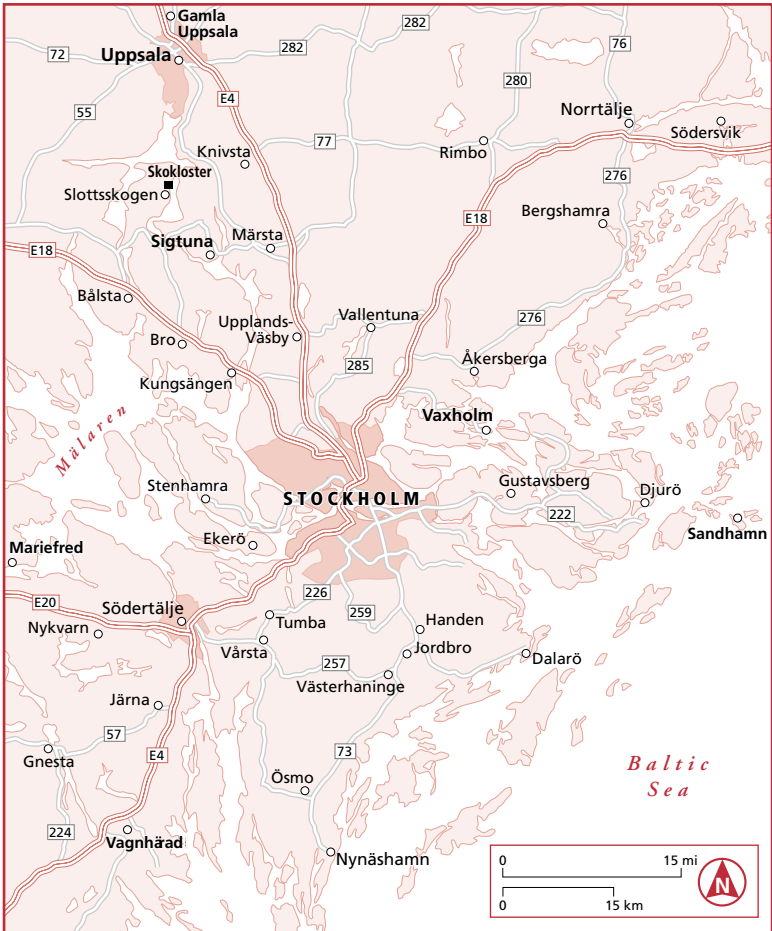 Gamla
Uppsala
72
Uppsala
282
282
76
280
55
E4
Norrtälje
Södersvik
Knivsta
77
Rimbo
Skokloster
Slottsskogen
276
E18
Bergshamra
Sigtuna
Märsta
E18
Bålsta
Upplands-
Väsby
Vallentuna
276
Bro
285
Åkersberga
Kungsängen
Mälaren
Vaxholm
Stenhamra
STOCKHOLM
Gustavsberg
Djurö
222
Sandhamn
Ekerö
Mariefred
E20
Södertälje
226
259
Tumba
Handen
Nykvarn
Vårsta
Jordbro
257
Dalarö
Västerhaninge
Järna
57
E4
73
Gnesta
Baltic
Sea
Ösmo
224
Vagnhärad
Nynäshamn
0
15 mi
0
15 km
N